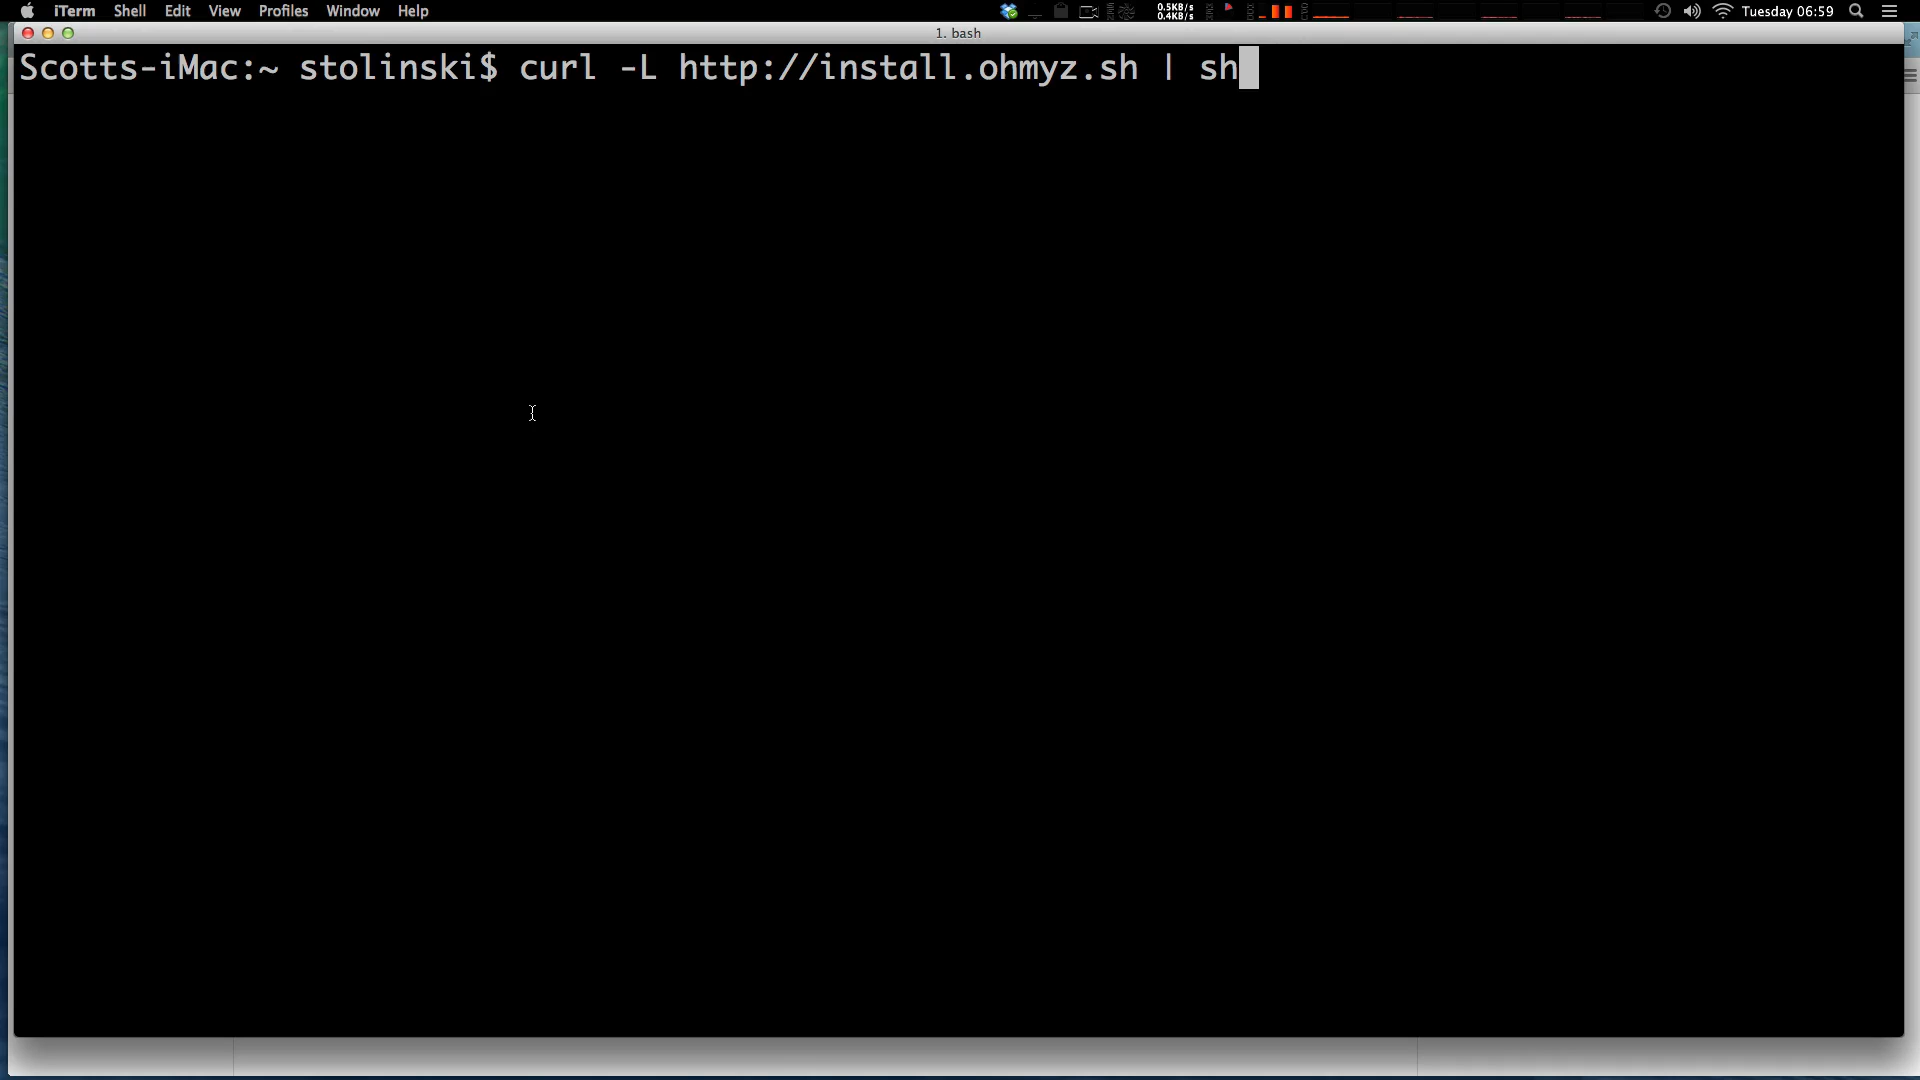 iTerm Shell Edit View Profiles Window Help
0.5KB/s
0.4KB/s
Tuesday 06:59
1. bash
Scotts-iMac:~ stolinski$ curl -L http://install.ohmyz.sh | sh